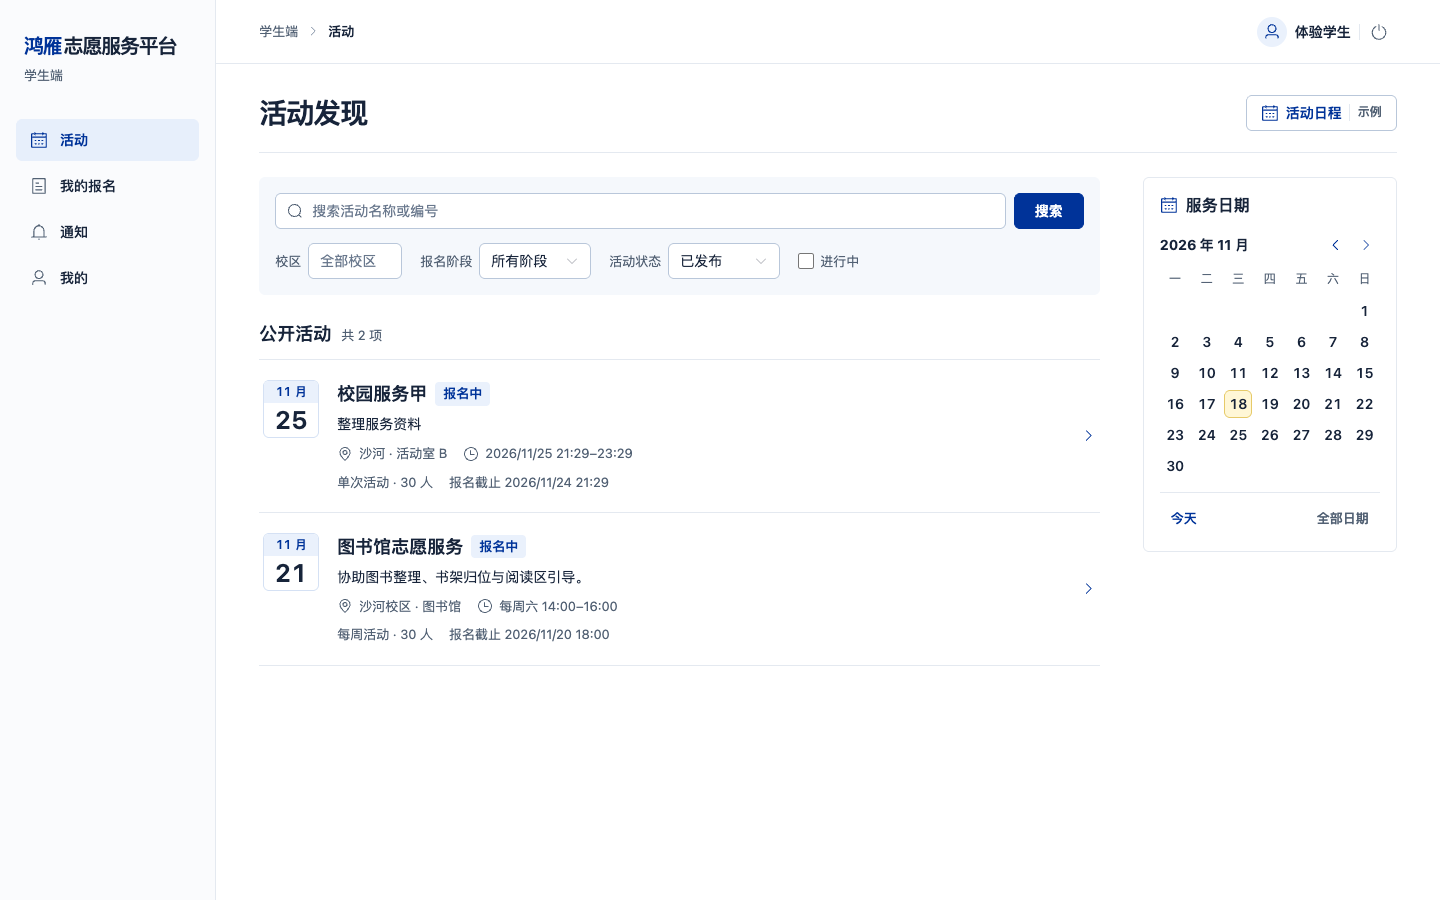 鸿雁志愿服务平台
学生端
活动
我的报名
通知
我的
学生端 > 活动
体验学生
活动发现
活动日程 示例
搜索活动名称或编号
搜索
校区 全部校区 报名阶段 所有阶段 活动状态 已发布 进行中
公开活动 共 2 项
11 月
25
校园服务甲 报名中
整理服务资料
沙河 · 活动室 B 2026/11/25 21:29–23:29
单次活动 · 30 人 报名截止 2026/11/24 21:29
11 月
21
图书馆志愿服务 报名中
协助图书整理、书架归位与阅读区引导。
沙河校区 · 图书馆 每周六 14:00–16:00
每周活动 · 30 人 报名截止 2026/11/20 18:00
服务日期
2026 年 11 月
一 二 三 四 五 六 日
1
2 3 4 5 6 7 8
9 10 11 12 13 14 15
16 17 18 19 20 21 22
23 24 25 26 27 28 29
30
今天 全部日期